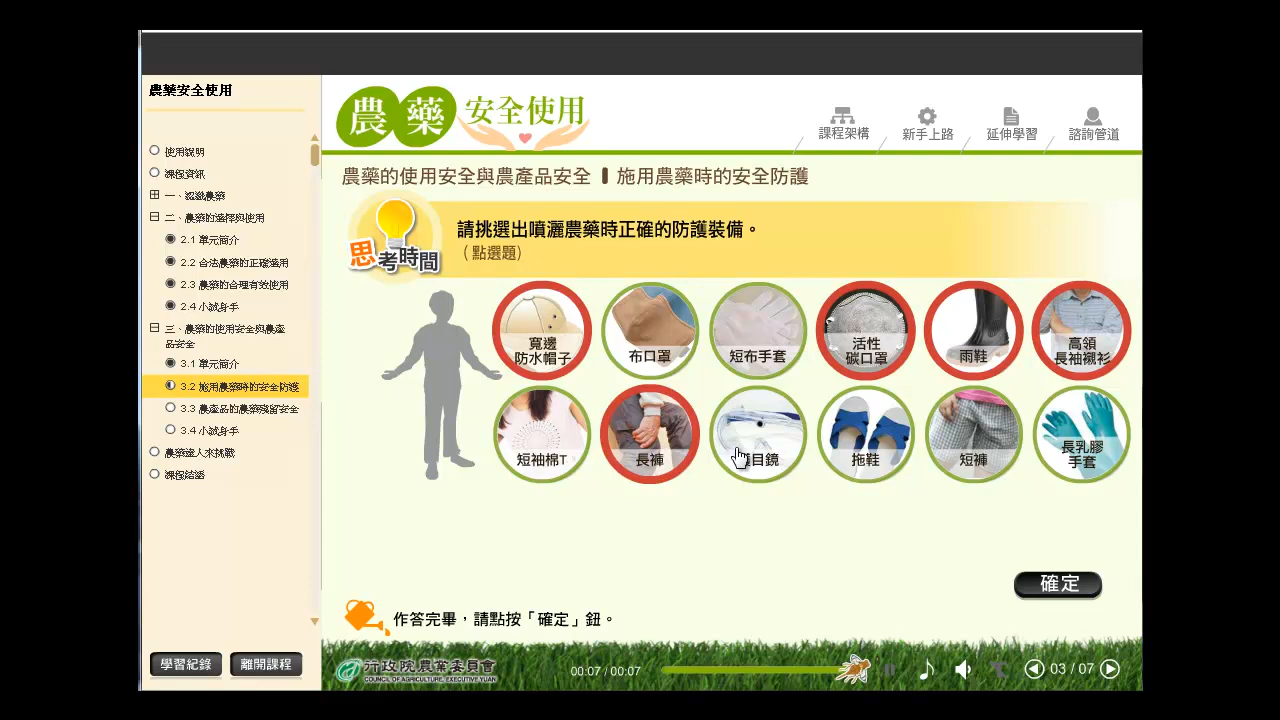 農藥安全使用
使用說明
課程資訊
一、認識農藥
二、農藥的選擇與使用
2.1 單元簡介
2.2 合法農藥的正確選用
2.3 農藥的合理有效使用
2.4 小試身手
三、農藥的使用安全與農產
品安全
3.1 單元簡介
3.2 施用農藥時的安全防護
3.3 農產品的農藥殘留安全
3.4 小試身手
農藥達人來挑戰
課程結語
學習紀錄
離開課程
農藥 安全使用
課程架構
新手上路
延伸學習
諮詢管道
農藥的使用安全與農產品安全 ▌施用農藥時的安全防護
思考時間
請挑選出噴灑農藥時正確的防護裝備。
(點選題)
寬邊
防水帽子
布口罩
短布手套
活性
碳口罩
雨鞋
高領
長袖襯衫
短袖棉T
長褲
目鏡
拖鞋
短褲
長乳膠
手套
確定
作答完畢，請點按「確定」鈕。
行政院農業委員會
COUNCIL OF AGRICULTURE, EXECUTIVE YUAN
00:07 / 00:07
03 / 07